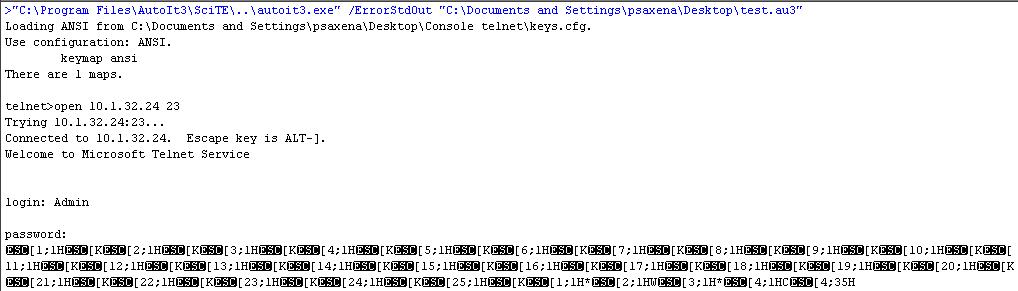 >"C:\Program Files\AutoIt3\SciTE\..\autoit3.exe" /ErrorStdOut "C:\Documents and Settings\psaxena\Desktop\test.au3"
Loading ANSI from C:\Documents and Settings\psaxena\Desktop\Console telnet\keys.cfg.
Use configuration: ANSI.
keymap ansi
There are 1 maps.
telnet>open 10.1.32.24 23
Trying 10.1.32.24:23...
Connected to 10.1.32.24.  Escape key is ALT-].
Welcome to Microsoft Telnet Service
login: Admin
password:
ESC[1;1HESC[KESC[2;1HESC[KESC[3;1HESC[KESC[4;1HESC[KESC[5;1HESC[KESC[6;1HESC[KESC[7;1HESC[KESC[8;1HESC[KESC[9;1HESC[KESC[10;1HESC[KESC[
11;1HESC[KESC[12;1HESC[KESC[13;1HESC[KESC[14;1HESC[KESC[15;1HESC[KESC[16;1HESC[KESC[17;1HESC[KESC[18;1HESC[KESC[19;1HESC[KESC[20;1HESC[K
ESC[21;1HESC[KESC[22;1HESC[KESC[23;1HESC[KESC[24;1HESC[KESC[25;1HESC[KESC[1;1H*ESC[2;1HWESC[3;1H*ESC[4;1HCESC[4;35H